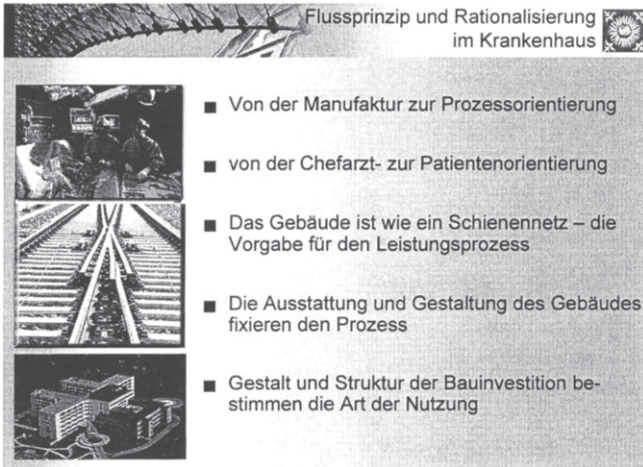 Flussprinzip und Rationalisierung
im Krankenhaus
■ Von der Manufaktur zur Prozessorientierung
■ von der Chefarzt- zur Patientenorientierung
■ Das Gebäude ist wie ein Schienennetz – die
Vorgabe für den Leistungsprozess
■ Die Ausstattung und Gestaltung des Gebäudes
fixieren den Prozess
■ Gestalt und Struktur der Bauinvestition be-
stimmen die Art der Nutzung